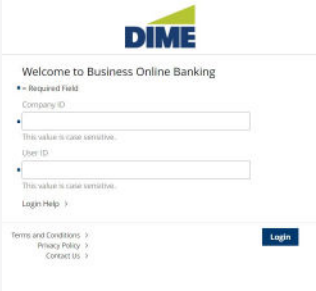 DIME
Welcome to Business Online Banking
= Required Field
Company ID
This value is case sensitive.
User ID
This value is case sensitive.
Login Help >
Terms and Conditions >
Privacy Policy >
Contact Us >
Login